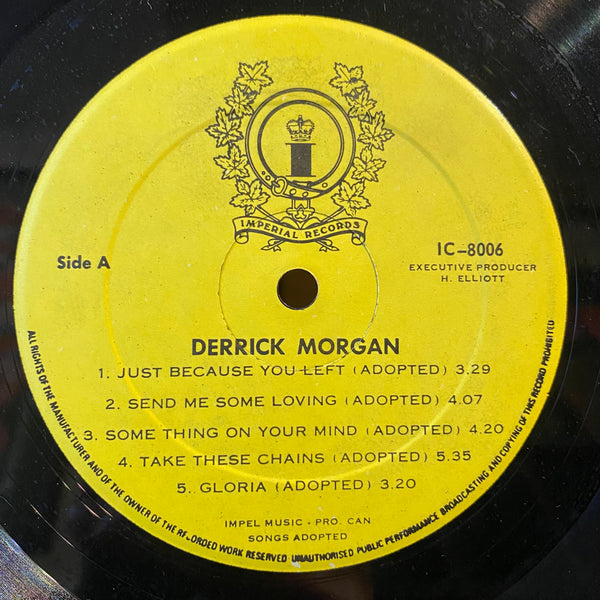 I
IMPERIAL RECORDS
Side A
IC-8006
EXECUTIVE PRODUCER
H. ELLIOTT
DERRICK MORGAN
1. JUST BECAUSE YOU LEFT (ADOPTED) 3.29
2. SEND ME SOME LOVING (ADOPTED) 4.07
3. SOME THING ON YOUR MIND (ADOPTED) 4.20
4. TAKE THESE CHAINS (ADOPTED) 5.35
5. GLORIA (ADOPTED) 3.20
IMPEL MUSIC - PRO. CAN
SONGS ADOPTED
ALL RIGHTS OF THE MANUFACTURER AND OF THE OWNER OF THE RE_ORDED WORK RESERVED UNAUTHORISED PUBLIC PERFORMANCE BROADCASTING AND COPYING OF THIS RECORD PROHIBITED